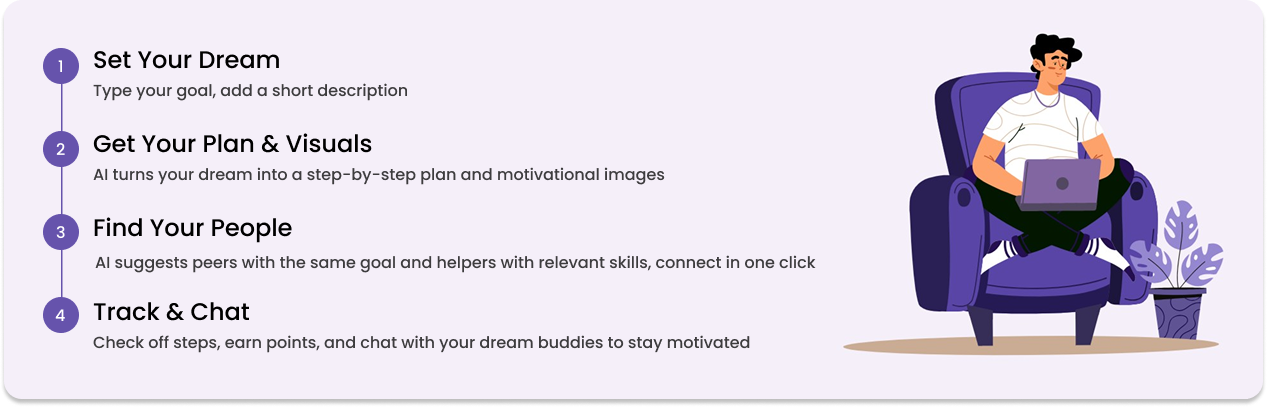 1
Set Your Dream
Type your goal, add a short description
2
Get Your Plan & Visuals
AI turns your dream into a step-by-step plan and motivational images
3
Find Your People
AI suggests peers with the same goal and helpers with relevant skills, connect in one click
4
Track & Chat
Check off steps, earn points, and chat with your dream buddies to stay motivated